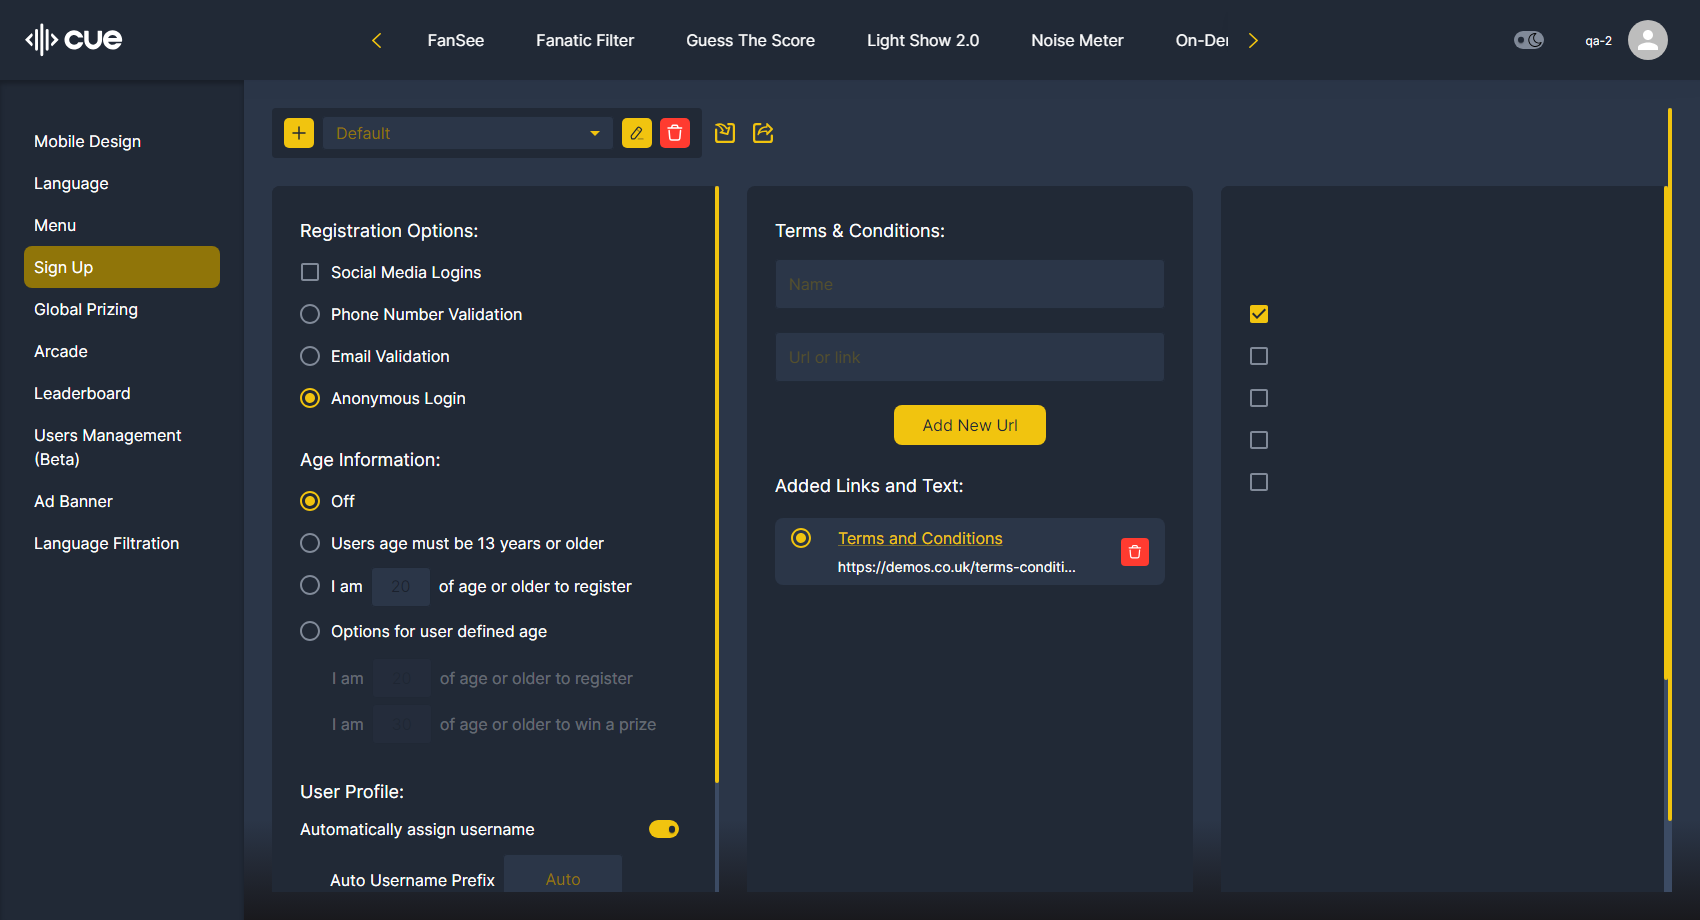 cue
FanSee
Fanatic Filter
Guess The Score
Light Show 2.0
Noise Meter
On-Der
qa-2
Mobile Design
Language
Menu
Sign Up
Global Prizing
Arcade
Leaderboard
Users Management
(Beta)
Ad Banner
Language Filtration
Default
Registration Options:
Social Media Logins
Phone Number Validation
Email Validation
Anonymous Login
Age Information:
Off
Users age must be 13 years or older
I am 20 of age or older to register
Options for user defined age
I am 20 of age or older to register
I am of age or older to win a prize
User Profile:
Automatically assign username
Auto Username Prefix Auto
Terms & Conditions:
Name
Url or link
Add New Url
Added Links and Text:
Terms and Conditions
https://demos.co.uk/terms-conditi...